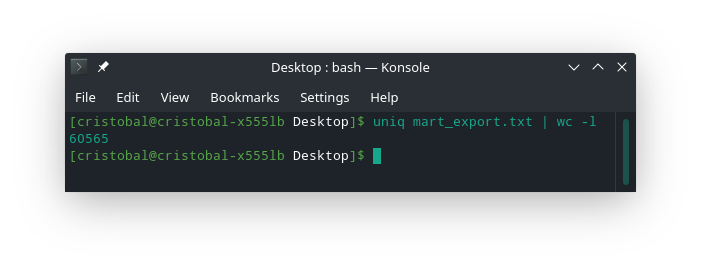 Desktop : bash — Konsole
File Edit View Bookmarks Settings Help
[cristobal@cristobal-x555lb Desktop]$ uniq mart_export.txt | wc -l
60565
[cristobal@cristobal-x555lb Desktop]$